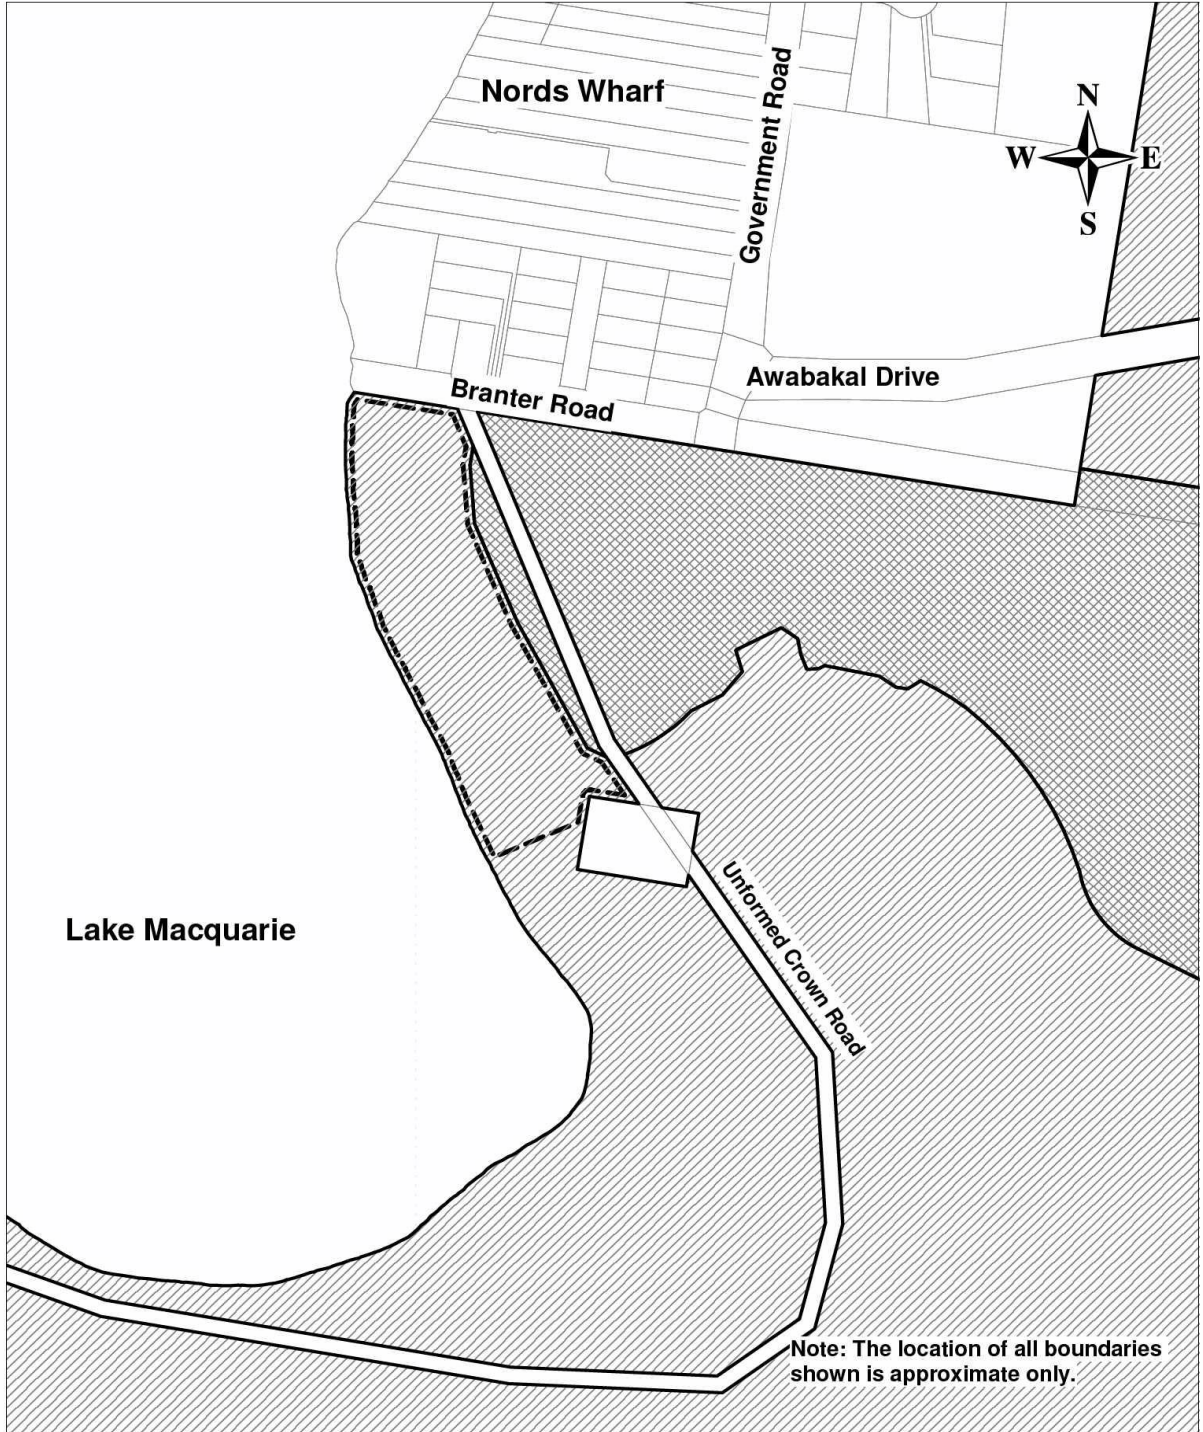 Nords Wharf
Government Road
N
W E
S
Awabakal Drive
Branter Road
Lake Macquarie
Unformed Crown Road
Note: The location of all boundaries
shown is approximate only.